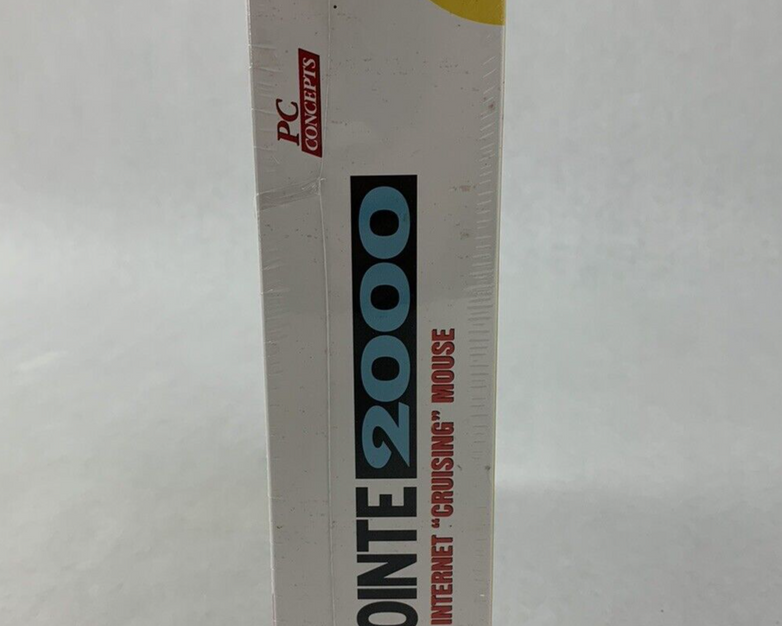 PC
CONCEPTS
OINTE 2000
INTERNET “CRUISING” MOUSE